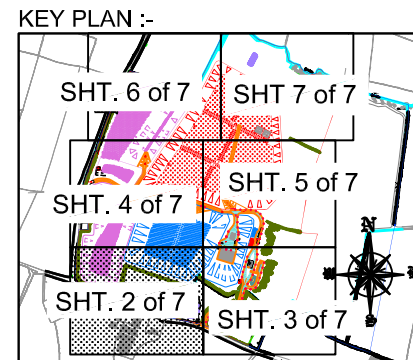 KEY PLAN :-
SHT. 6 of 7
SHT 7 of 7
SHT. 5 of 7
SHT. 4 of 7
N
SHT. 2 of 7
SHT. 3 of 7